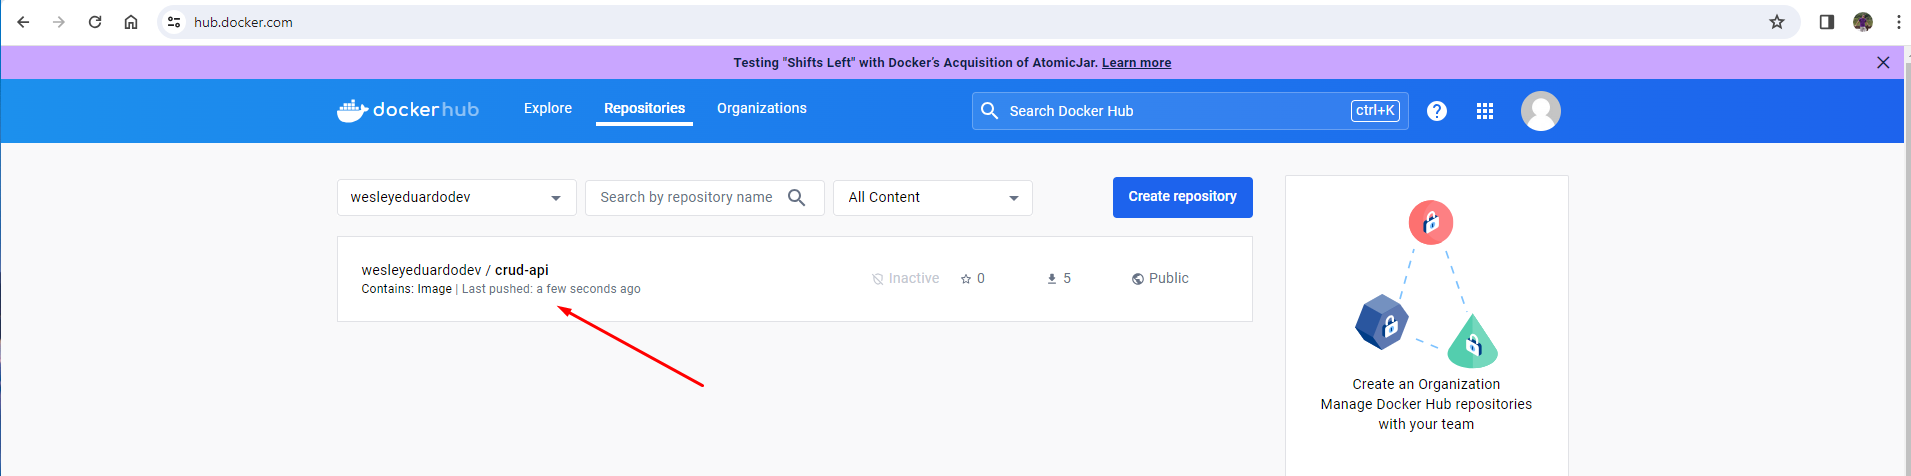 hub.docker.com
Testing "Shifts Left" with Docker's Acquisition of AtomicJar. Learn more
dockerhub Explore Repositories Organizations Search Docker Hub ctrl+K
wesleyeduardodev Search by repository name All Content Create repository
wesleyeduardodev / crud-api
Contains: Image | Last pushed: a few seconds ago
Inactive 0 5 Public
Create an Organization
Manage Docker Hub repositories
with your team